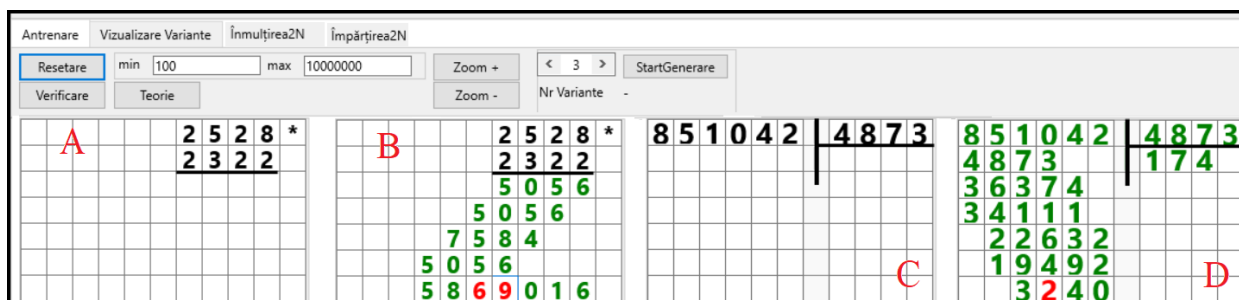 Antrenare Vizualizare Variante Înmulțirea2N Împărțirea2N
Resetare min 100 max 10000000 Zoom + < 3 > StartGenerare
Verificare Teorie Zoom - Nr Variante -
A 2528* B 2528* 851042 4873 851042 4873
2322 2322 4873 174
5056 36374
5056 34111
7584 22632
5056 C 19492 D
5869016 3240